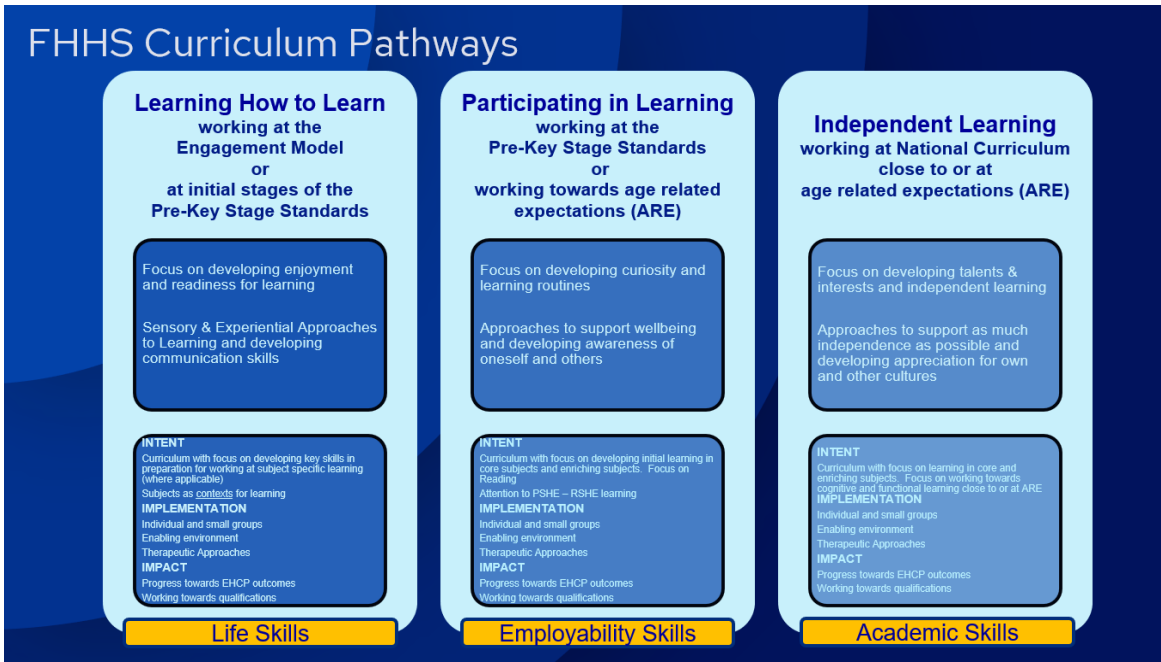 FHHS Curriculum Pathways
Learning How to Learn
working at the
Engagement Model
or
at initial stages of the
Pre-Key Stage Standards
Focus on developing enjoyment
and readiness for learning
Sensory & Experiential Approaches
to Learning and developing
communication skills
INTENT
Curriculum with focus on developing key skills in
preparation for working at subject specific learning
(where applicable)
Subjects as contexts for learning
IMPLEMENTATION
Individual and small groups
Enabling environment
Therapeutic Approaches
IMPACT
Progress towards EHCP outcomes
Working towards qualifications
Life Skills
Participating in Learning
working at the
Pre-Key Stage Standards
or
working towards age related
expectations (ARE)
Focus on developing curiosity and
learning routines
Approaches to support wellbeing
and developing awareness of
oneself and others
INTENT
Curriculum with focus on developing initial learning in
core subjects and enriching subjects. Focus on
Reading
Attention to PSHE – RSHE learning
IMPLEMENTATION
Individual and small groups
Enabling environment
Therapeutic Approaches
IMPACT
Progress towards EHCP outcomes
Working towards qualifications
Employability Skills
Independent Learning
working at National Curriculum
close to or at
age related expectations (ARE)
Focus on developing talents &
interests and independent learning
Approaches to support as much
independence as possible and
developing appreciation for own
and other cultures
INTENT
Curriculum with focus on learning in core and
enriching subjects. Focus on working towards
cognitive and functional learning close to or at ARE
IMPLEMENTATION
Individual and small groups
Enabling environment
Therapeutic Approaches
IMPACT
Progress towards EHCP outcomes
Working towards qualifications
Academic Skills